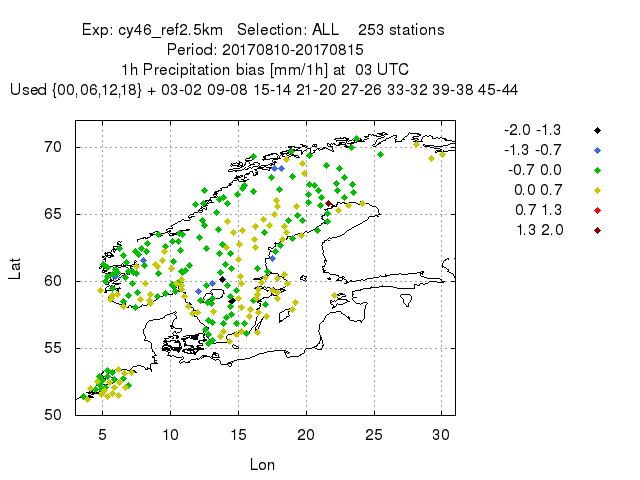 Exp: cy46_ref2.5km   Selection: ALL    253 stations
Period: 20170810-20170815
1h Precipitation bias [mm/1h] at  03 UTC
Used {00,06,12,18} + 03-02 09-08 15-14 21-20 27-26 33-32 39-38 45-44
-2.0 -1.3
-1.3 -0.7
-0.7 0.0
0.0 0.7
0.7 1.3
1.3 2.0
70
65
60
55
50
Lat
5 10 15 20 25 30
Lon